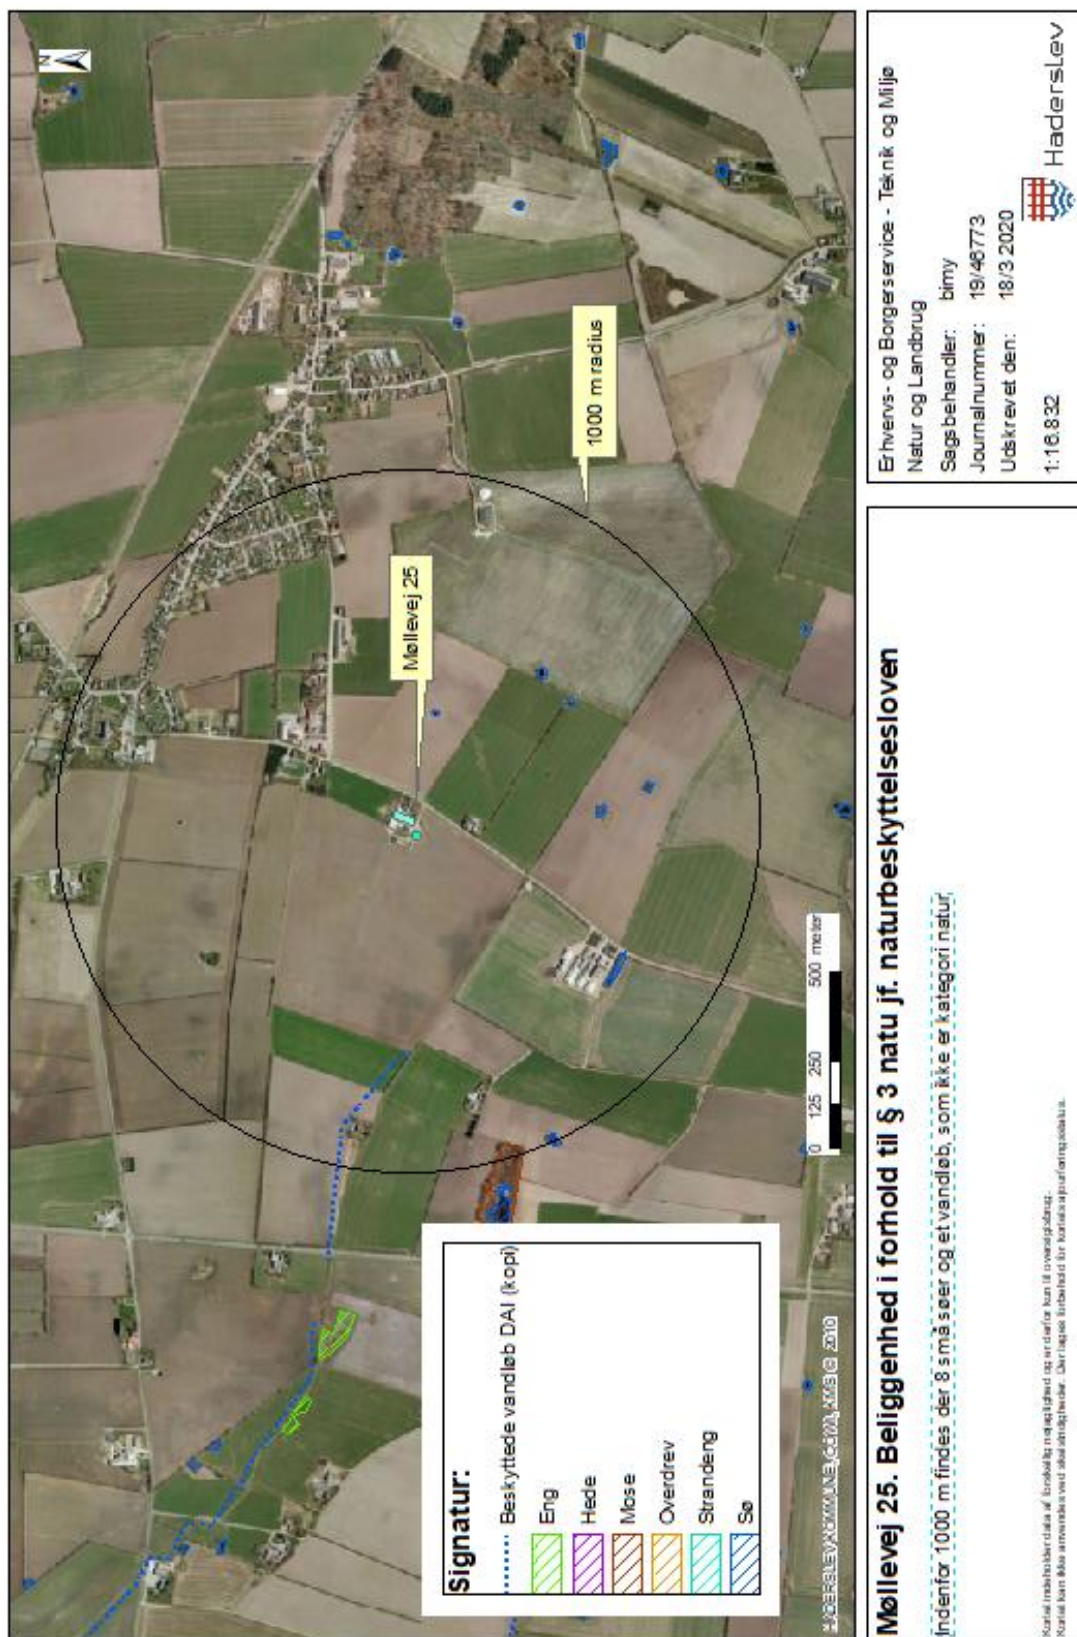 N
Møllevej 25
1000 m radius
Signatur:
Beskyttede vandløb DAI (kopi)
Eng
Hede
Mose
Overdrev
Strandeng
Sø
0 125 250 500 meter
Møllevej 25. Beliggenhed i forhold til § 3 natu jf. naturbeskyttelsesloven
Indenfor 1000 m findes der 8 små søer og et vandløb, som ikke er kategori natur,
Erhvervs- og Borgerservice - Teknik og Miljø
Natur og Landbrug
Sagsbehandler: bimy
Journalnummer: 19/46773
Udskrevet den: 18/3 2020
1:16.832
Haderslev